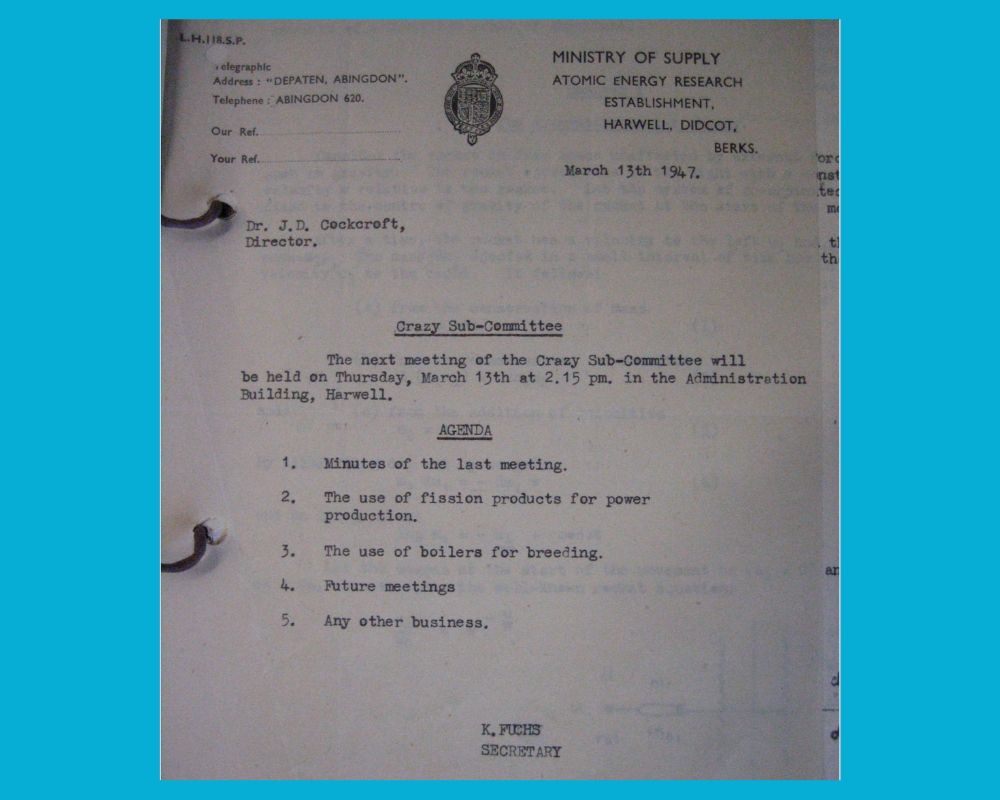 L.H.118.S.P.
Telegraphic
Address : "DEPATEN, ABINGDON".
Telephone : ABINGDON 620.
Our Ref.
Your Ref.
MINISTRY OF SUPPLY
ATOMIC ENERGY RESEARCH
ESTABLISHMENT,
HARWELL, DIDCOT,
BERKS.
March 13th 1947.
Dr. J.D. Cockcroft,
Director.
Crazy Sub-Committee
The next meeting of the Crazy Sub-Committee will
be held on Thursday, March 13th at 2.15 pm. in the Administration
Building, Harwell.
AGENDA
1. Minutes of the last meeting.
2. The use of fission products for power
production.
3. The use of boilers for breeding.
4. Future meetings
5. Any other business.
K. FUCHS
SECRETARY